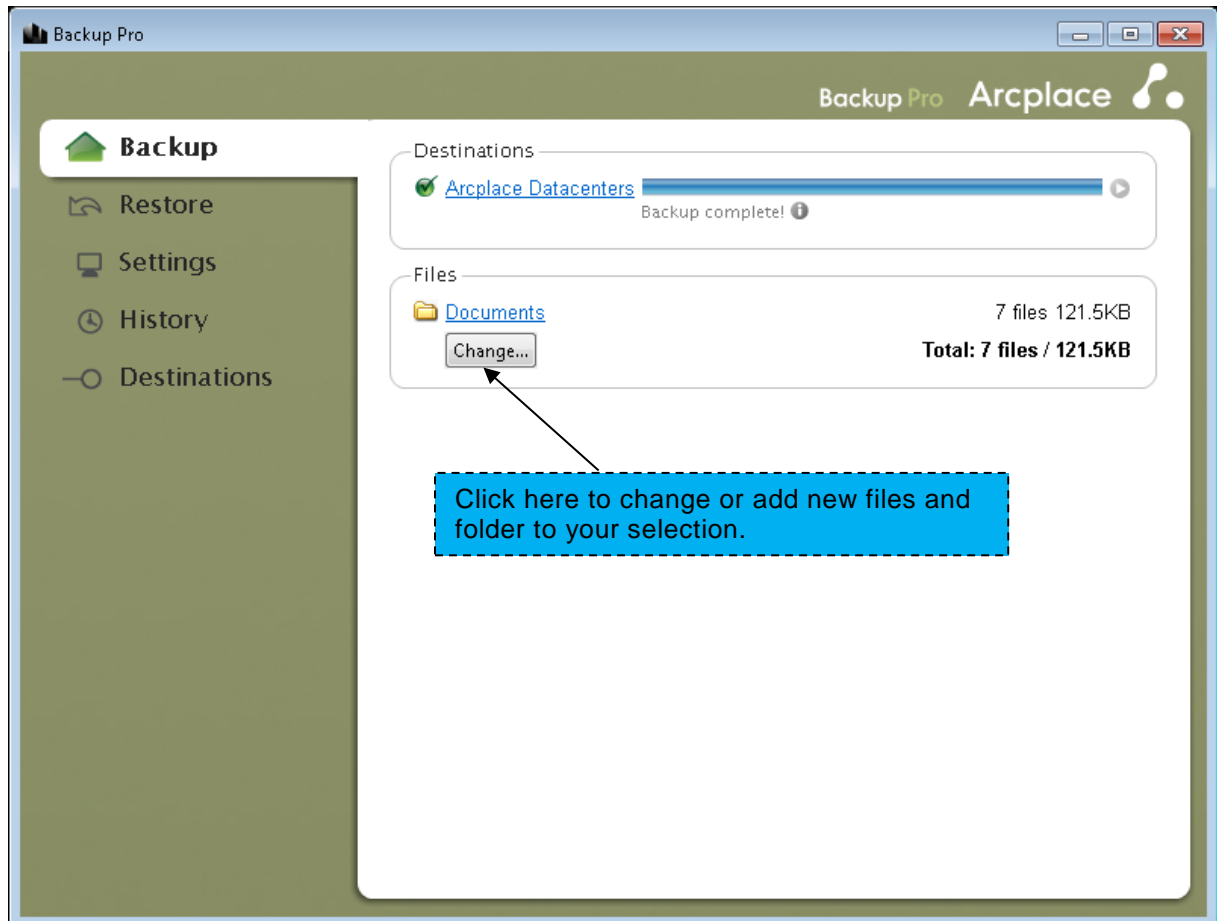 Backup Pro
Backup Pro Arcplace
Backup
Restore
Settings
History
Destinations
Destinations
Arcplace Datacenters
Backup complete!
Files
Documents 7 files 121.5KB
Change... Total: 7 files / 121.5KB
Click here to change or add new files and
folder to your selection.